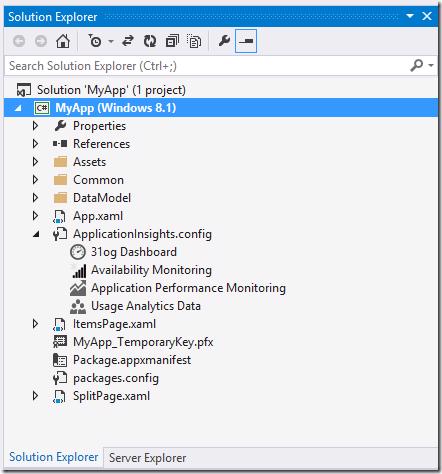 Solution Explorer
Search Solution Explorer (Ctrl+;)
Solution 'MyApp' (1 project)
C# MyApp (Windows 8.1)
Properties
References
Assets
Common
DataModel
App.xaml
ApplicationInsights.config
31og Dashboard
Availability Monitoring
Application Performance Monitoring
Usage Analytics Data
ItemsPage.xaml
MyApp_TemporaryKey.pfx
Package.appxmanifest
packages.config
SplitPage.xaml
Solution Explorer Server Explorer